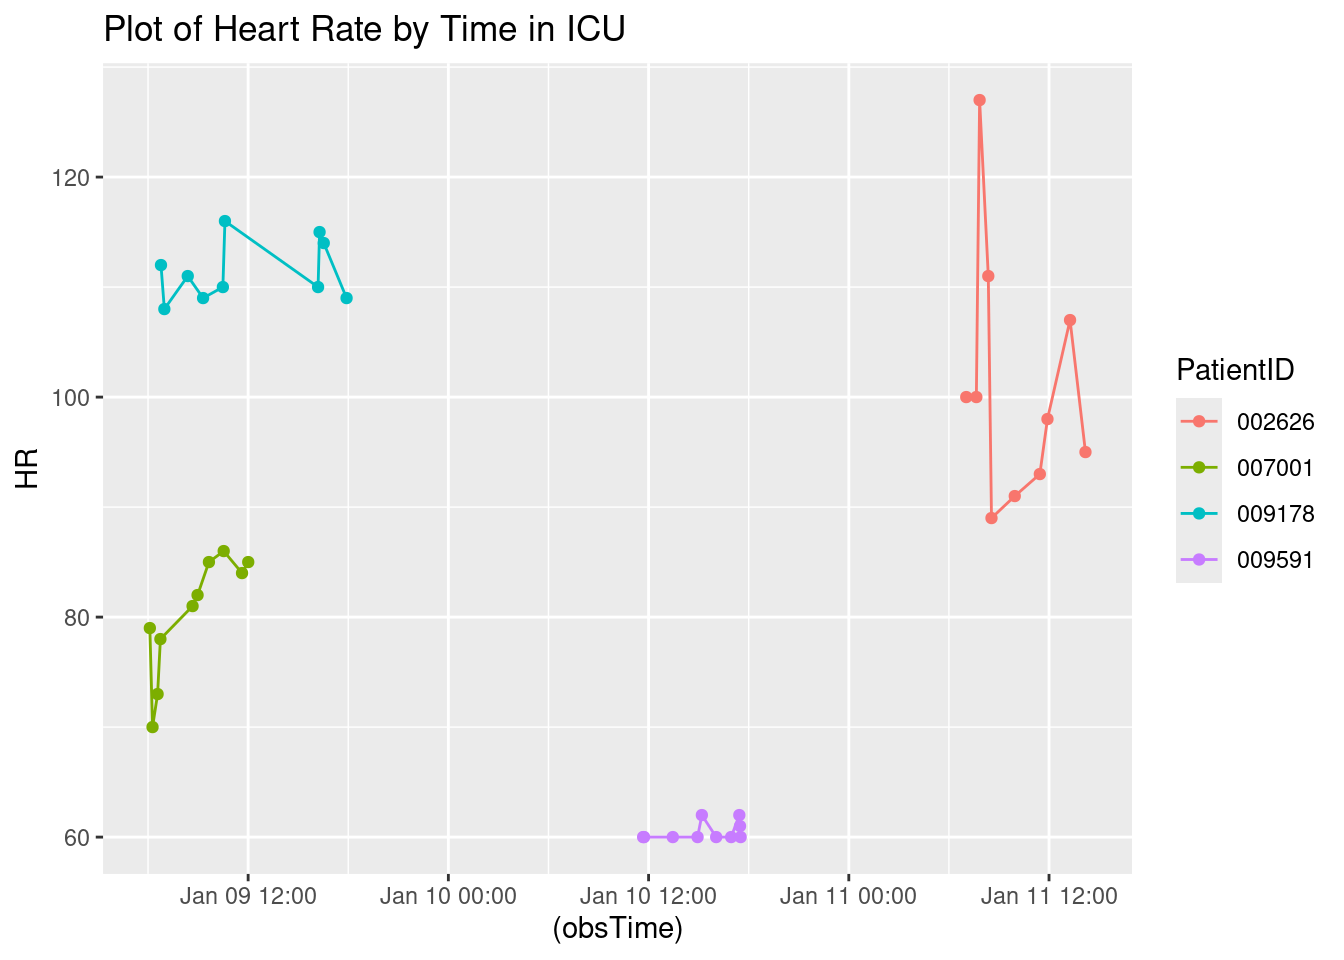 Plot of Heart Rate by Time in ICU
120
100
80
60
HR
Jan 09 12:00
Jan 10 00:00
Jan 10 12:00
Jan 11 00:00
Jan 11 12:00
(obsTime)
PatientID
002626
007001
009178
009591